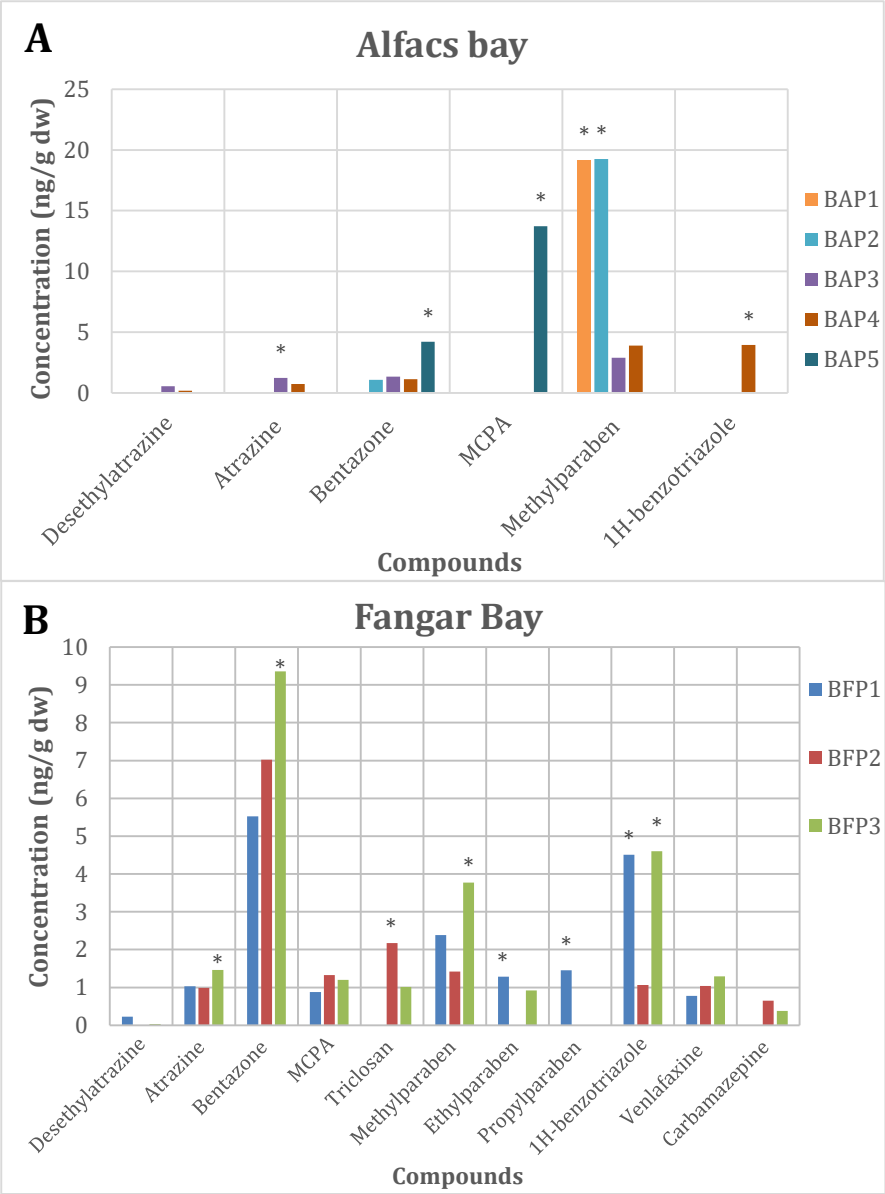 A
Alfacs bay
Concentration (ng/g dw)
25
20
15
10
5
0
* * * * * *
Desethylatrazine
Atrazine
Bentazone
MCPA
Methylparaben
1H-benzotriazole
Compounds
BAP1
BAP2
BAP3
BAP4
BAP5
B
Fangar Bay
Concentration (ng/g dw)
10
9
8
7
6
5
4
3
2
1
0
* * * * * * * *
Desethylatrazine
Atrazine
Bentazone
MCPA
Triclosan
Methylparaben
Ethylparaben
Propylparaben
1H-benzotriazole
Venlafaxine
Carbamazepine
Compounds
BFP1
BFP2
BFP3